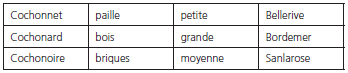 Cochonnet paille petite Bellerive
Cochonard bois grande Bordemer
Cochonoire briques moyenne Sanlarose